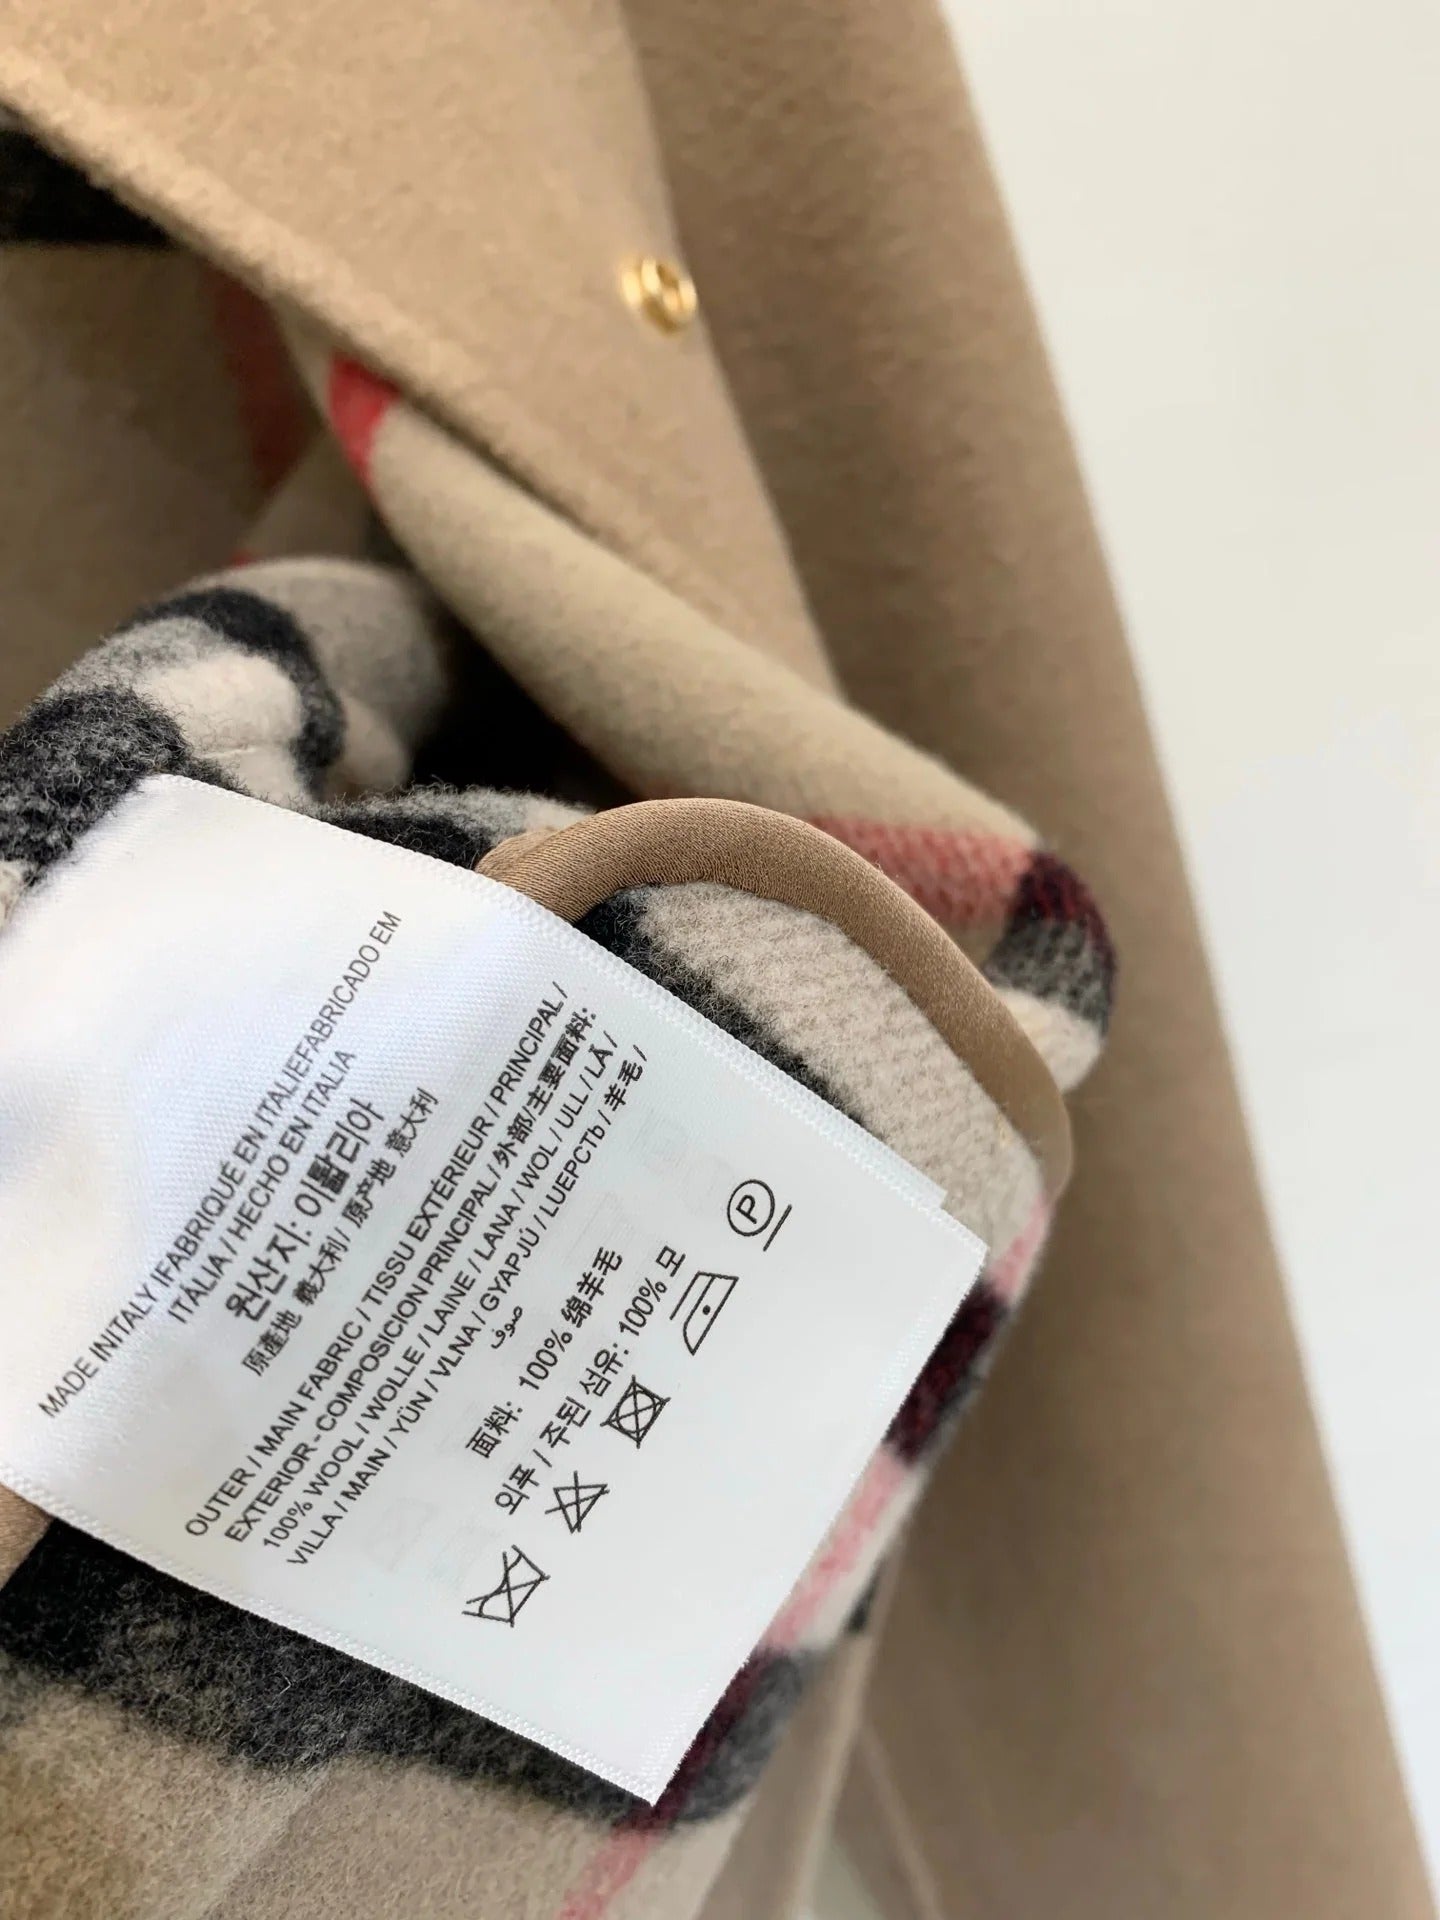 MADE INITALY IFABRIQUÉ EN ITALIEFABRICADO EM
ITÁLIA / HECHO EN ITALIA
원산지: 이탈리아
原產地 義大利 / 原产地 意大利
OUTER / MAIN FABRIC / TISSU EXTÉRIEUR / PRINCIPAL /
EXTERIOR - COMPOSICION PRINCIPAL / 外部/主要面料:
100% WOOL / WOLLE / LAINE / LANA / WOL / ULL / LÃ /
VILLA / MAIN / YÜN / VLNA / GYAPJÚ / LUEPCTb / 羊毛 /
صوف
面料: 100% 绵羊毛
외푸 / 주된 섬유: 100% 모
P